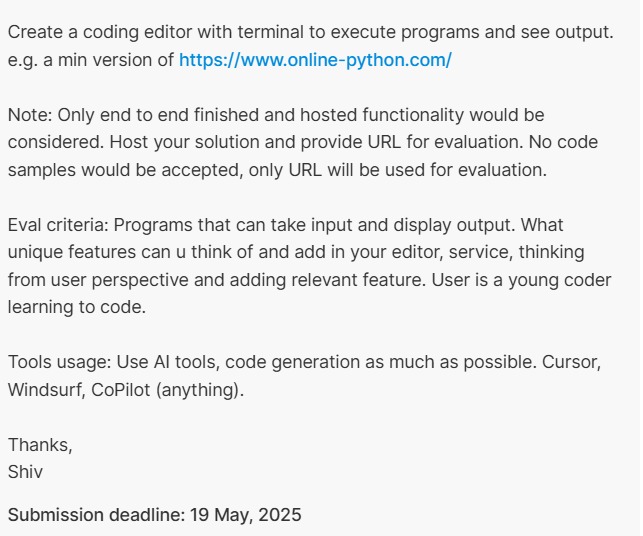 Create a coding editor with terminal to execute programs and see output.
e.g. a min version of https://www.online-python.com/
Note: Only end to end finished and hosted functionality would be
considered. Host your solution and provide URL for evaluation. No code
samples would be accepted, only URL will be used for evaluation.
Eval criteria: Programs that can take input and display output. What
unique features can u think of and add in your editor, service, thinking
from user perspective and adding relevant feature. User is a young coder
learning to code.
Tools usage: Use AI tools, code generation as much as possible. Cursor,
Windsurf, CoPilot (anything).
Thanks,
Shiv
Submission deadline: 19 May, 2025